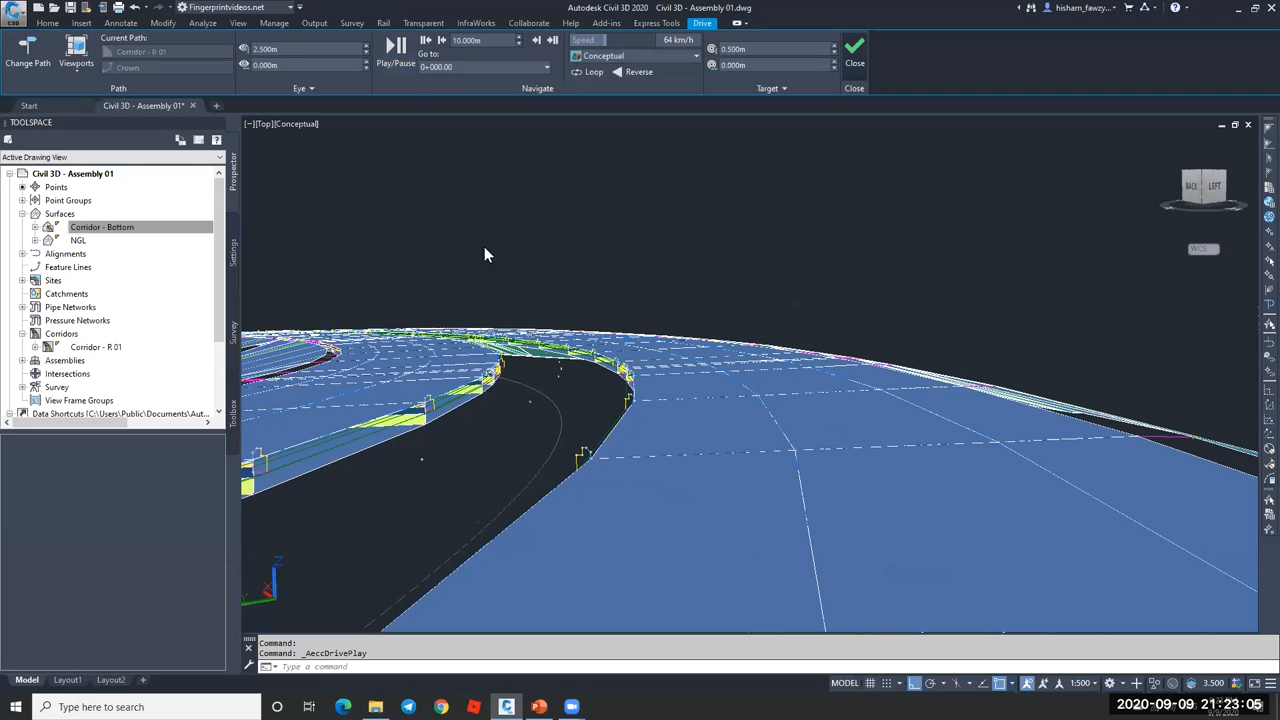 Fingerprintvideos.net
Autodesk Civil 3D 2020 - Civil 3D - Assembly 01.dwg
hisham_fawzy...
C3D
Home Insert Annotate Modify Analyze View Manage Output Survey Rail Transparent InfraWorks Collaborate Help Add-ins Express Tools Drive
Change Path
Viewports
Current Path:
Corridor - R 01
Crown
2.500m
0.000m
Play/Pause
10.000m
Go to:
0+000.00
Speed 64 km/h
Conceptual
Loop Reverse
0.500m
0.000m
Close
Path Eye Navigate Target Close
Start Civil 3D - Assembly 01*
TOOLSPACE
Active Drawing View
Civil 3D - Assembly 01
Points
Point Groups
Surfaces
Corridor - Bottom
NGL
Alignments
Feature Lines
Sites
Catchments
Pipe Networks
Pressure Networks
Corridors
Corridor - R 01
Assemblies
Intersections
Survey
View Frame Groups
Data Shortcuts [C:\Users\Public\Documents\Aut...
Prospector
Settings
Survey
Toolbox
[−][Top][Conceptual]
BACK LEFT
WCS
Z
X
Command:
Command: _AeccDrivePlay
Type a command
Model Layout1 Layout2
MODEL 1:500 3.500
Type here to search
2020-09-09 21:23:05